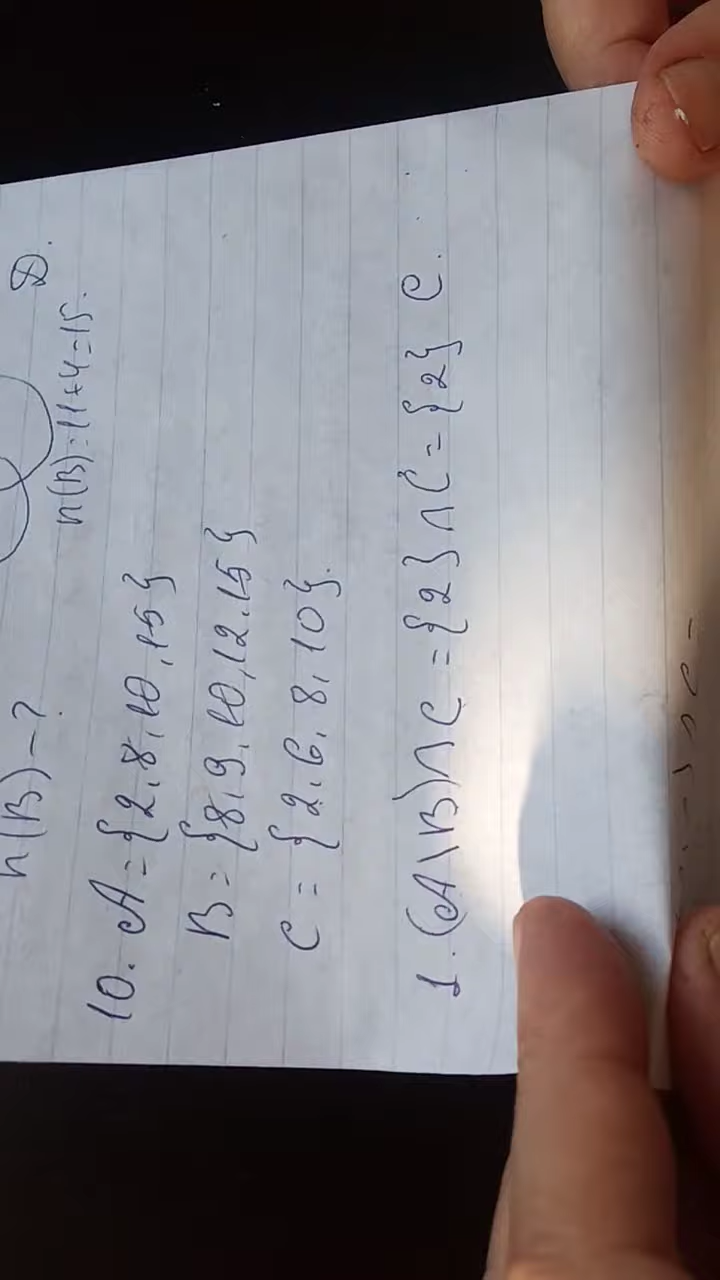 D.
n(B)-?
n(B)=11+4=15.
10. A={2,8,10,15}
B={8,9,10,12.15}
C={2.6,8,10}.
1. (A\B)∩C={2}∩C={2} C.